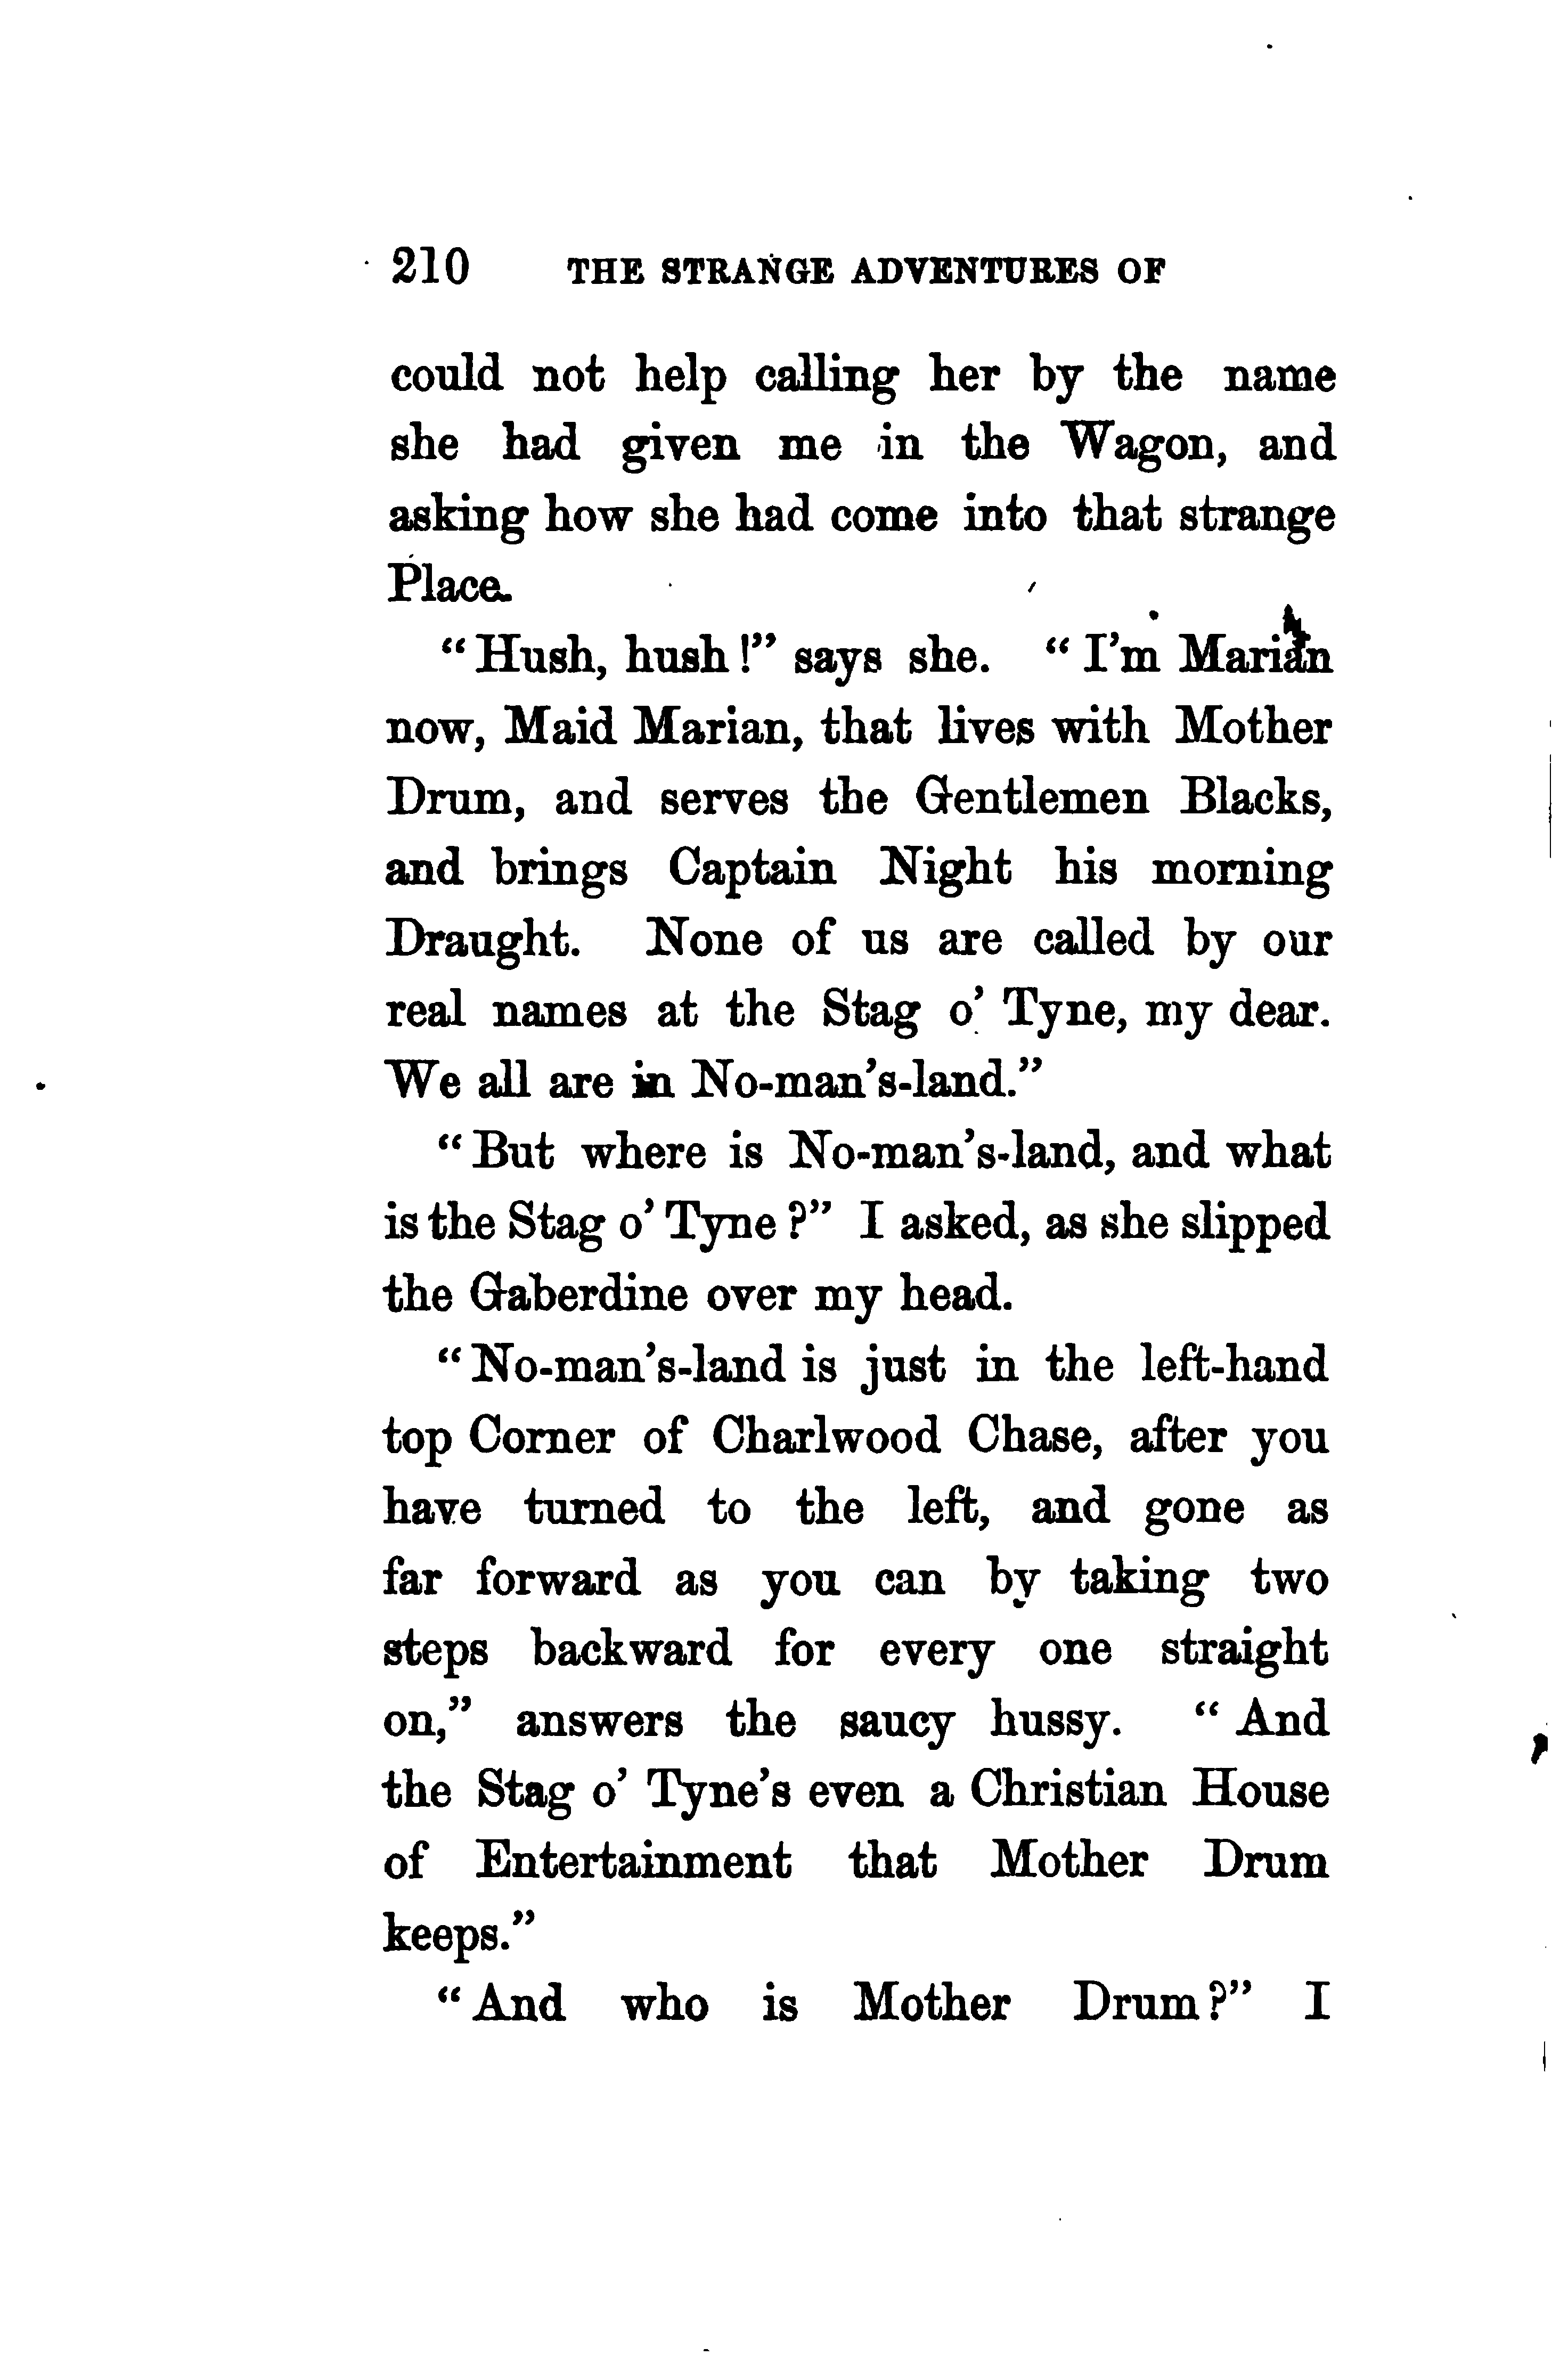 210 THE STRANGE ADVENTURES OF
could not help calling her by the name
she had given me in the Wagon, and
asking how she had come into that strange
Place.
"Hush, hush!" says she. "I'm Marian
now, Maid Marian, that lives with Mother
Drum, and serves the Gentlemen Blacks,
and brings Captain Night his morning
Draught. None of us are called by our
real names at the Stag o' Tyne, my dear.
We all are in No-man's-land."
"But where is No-man's-land, and what
is the Stag o' Tyne?" I asked, as she slipped
the Gaberdine over my head.
"No-man's-land is just in the left-hand
top Corner of Charlwood Chase, after you
have turned to the left, and gone as
far forward as you can by taking two
steps backward for every one straight
on," answers the saucy hussy. "And
the Stag o' Tyne's even a Christian House
of Entertainment that Mother Drum
keeps."
"And who is Mother Drum?" I